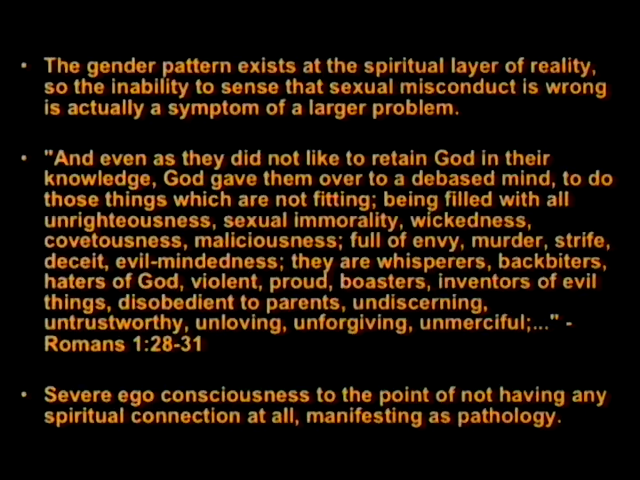 • The gender pattern exists at the spiritual layer of reality,
so the inability to sense that sexual misconduct is wrong
is actually a symptom of a larger problem.
• "And even as they did not like to retain God in their
knowledge, God gave them over to a debased mind, to do
those things which are not fitting; being filled with all
unrighteousness, sexual immorality, wickedness,
covetousness, maliciousness; full of envy, murder, strife,
deceit, evil-mindedness; they are whisperers, backbiters,
haters of God, violent, proud, boasters, inventors of evil
things, disobedient to parents, undiscerning,
untrustworthy, unloving, unforgiving, unmerciful;..." -
Romans 1:28-31
• Severe ego consciousness to the point of not having any
spiritual connection at all, manifesting as pathology.